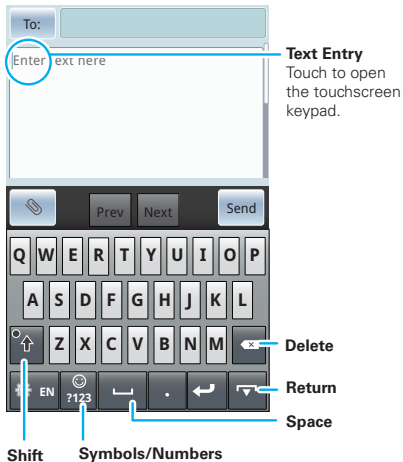 To:
Enter text here
Text Entry
Touch to open
the touchscreen
keypad.
Prev Next Send
Q W E R T Y U I O P
A S D F G H J K L
Z X C V B N M
Delete
EN ?123 .
Return
Space
Shift Symbols/Numbers